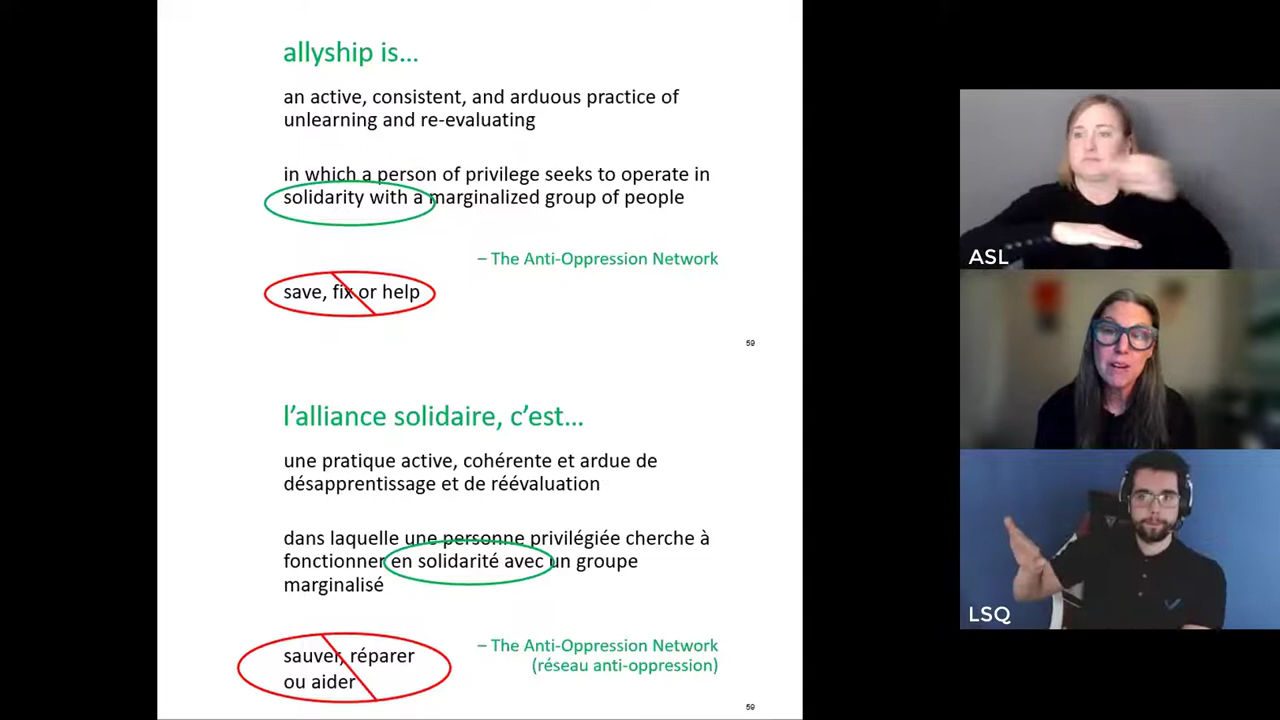 allyship is...
an active, consistent, and arduous practice of
unlearning and re-evaluating
in which a person of privilege seeks to operate in
solidarity with a marginalized group of people
– The Anti-Oppression Network
save, fix or help
59
l'alliance solidaire, c'est...
une pratique active, cohérente et ardue de
désapprentissage et de réévaluation
dans laquelle une personne privilégiée cherche à
fonctionner en solidarité avec un groupe
marginalisé
– The Anti-Oppression Network
(réseau anti-oppression)
sauver, réparer
ou aider
59
ASL
LSQ